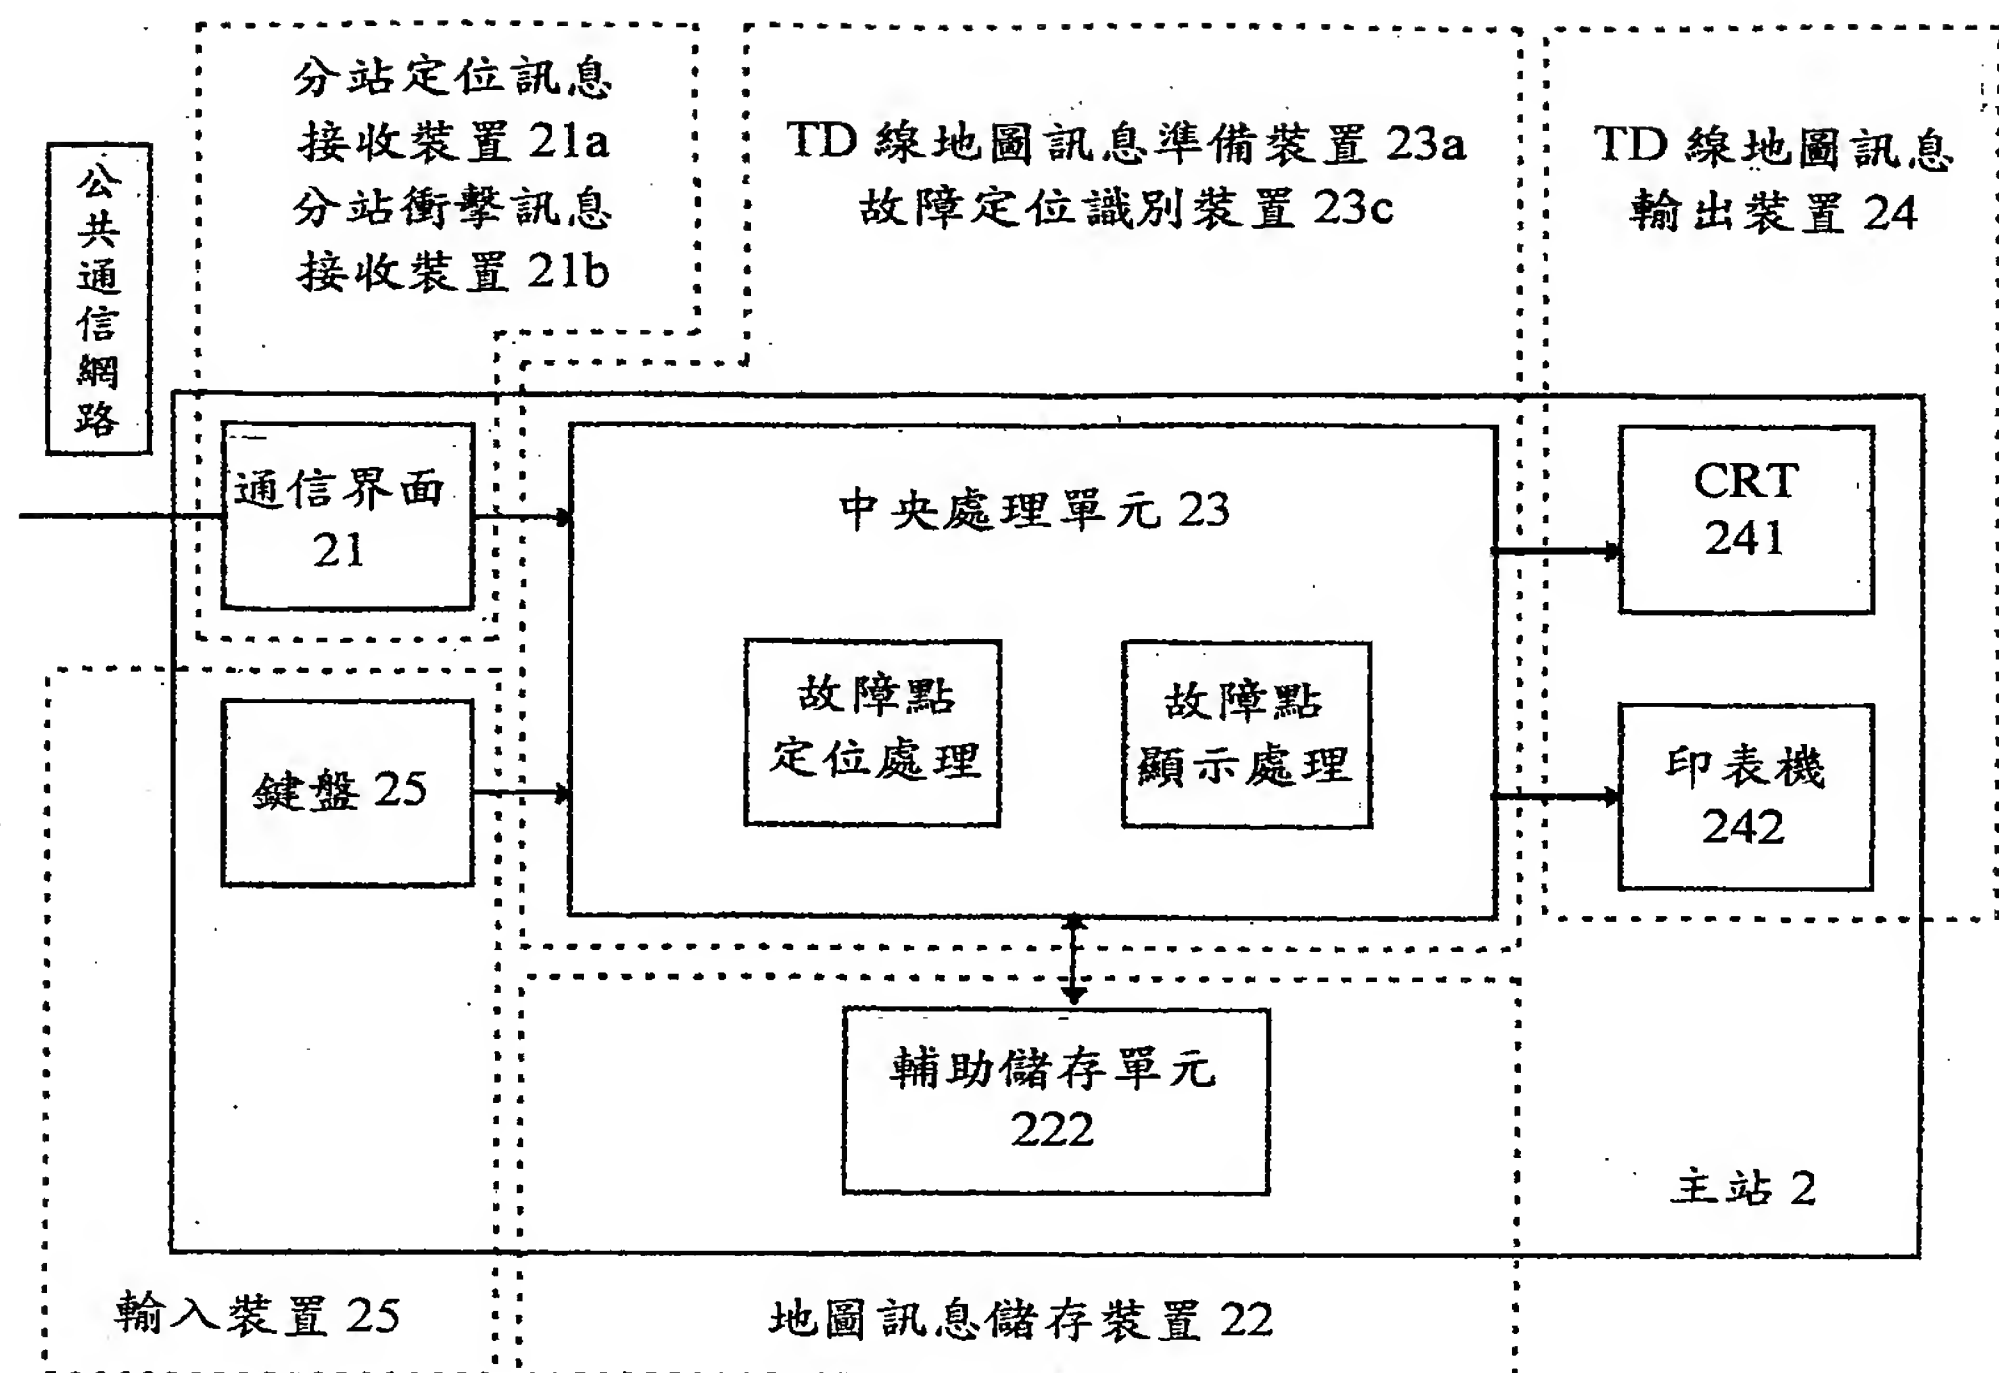 公共通信網路
分站定位訊息
接收裝置 21a
分站衝擊訊息
接收裝置 21b
TD 線地圖訊息準備裝置 23a
故障定位識別裝置 23c
TD 線地圖訊息
輸出裝置 24
通信界面
21
中央處理單元 23
CRT
241
故障點
定位處理
故障點
顯示處理
鍵盤 25
印表機
242
輔助儲存單元
222
主站 2
輸入裝置 25
地圖訊息儲存裝置 22